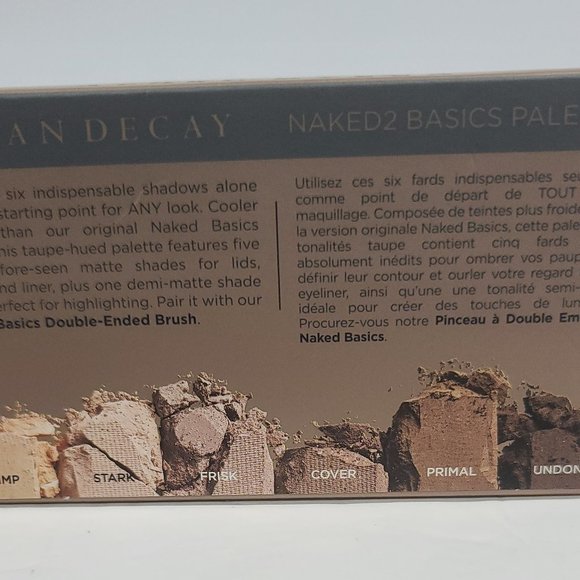 AN DECAY NAKED2 BASICS PALE
six indispensable shadows alone
starting point for ANY look. Cooler
than our original Naked Basics
his taupe-hued palette features five
fore-seen matte shades for lids,
nd liner, plus one demi-matte shade
erfect for highlighting. Pair it with our
Basics Double-Ended Brush.
Utilisez ces six fards indispensables seu
comme point de départ de TOUT
maquillage. Composée de teintes plus froide
la version originale Naked Basics, cette pale
tonalités taupe contient cinq fards
absolument inédits pour ombrer vos paup
définir leur contour et ourler votre regard
eyeliner, ainsi qu'une une tonalité semi-
idéale pour créer des touches de lum
Procurez-vous notre Pinceau à Double Em
Naked Basics.
IMP STARK FRISK COVER PRIMAL UNDON